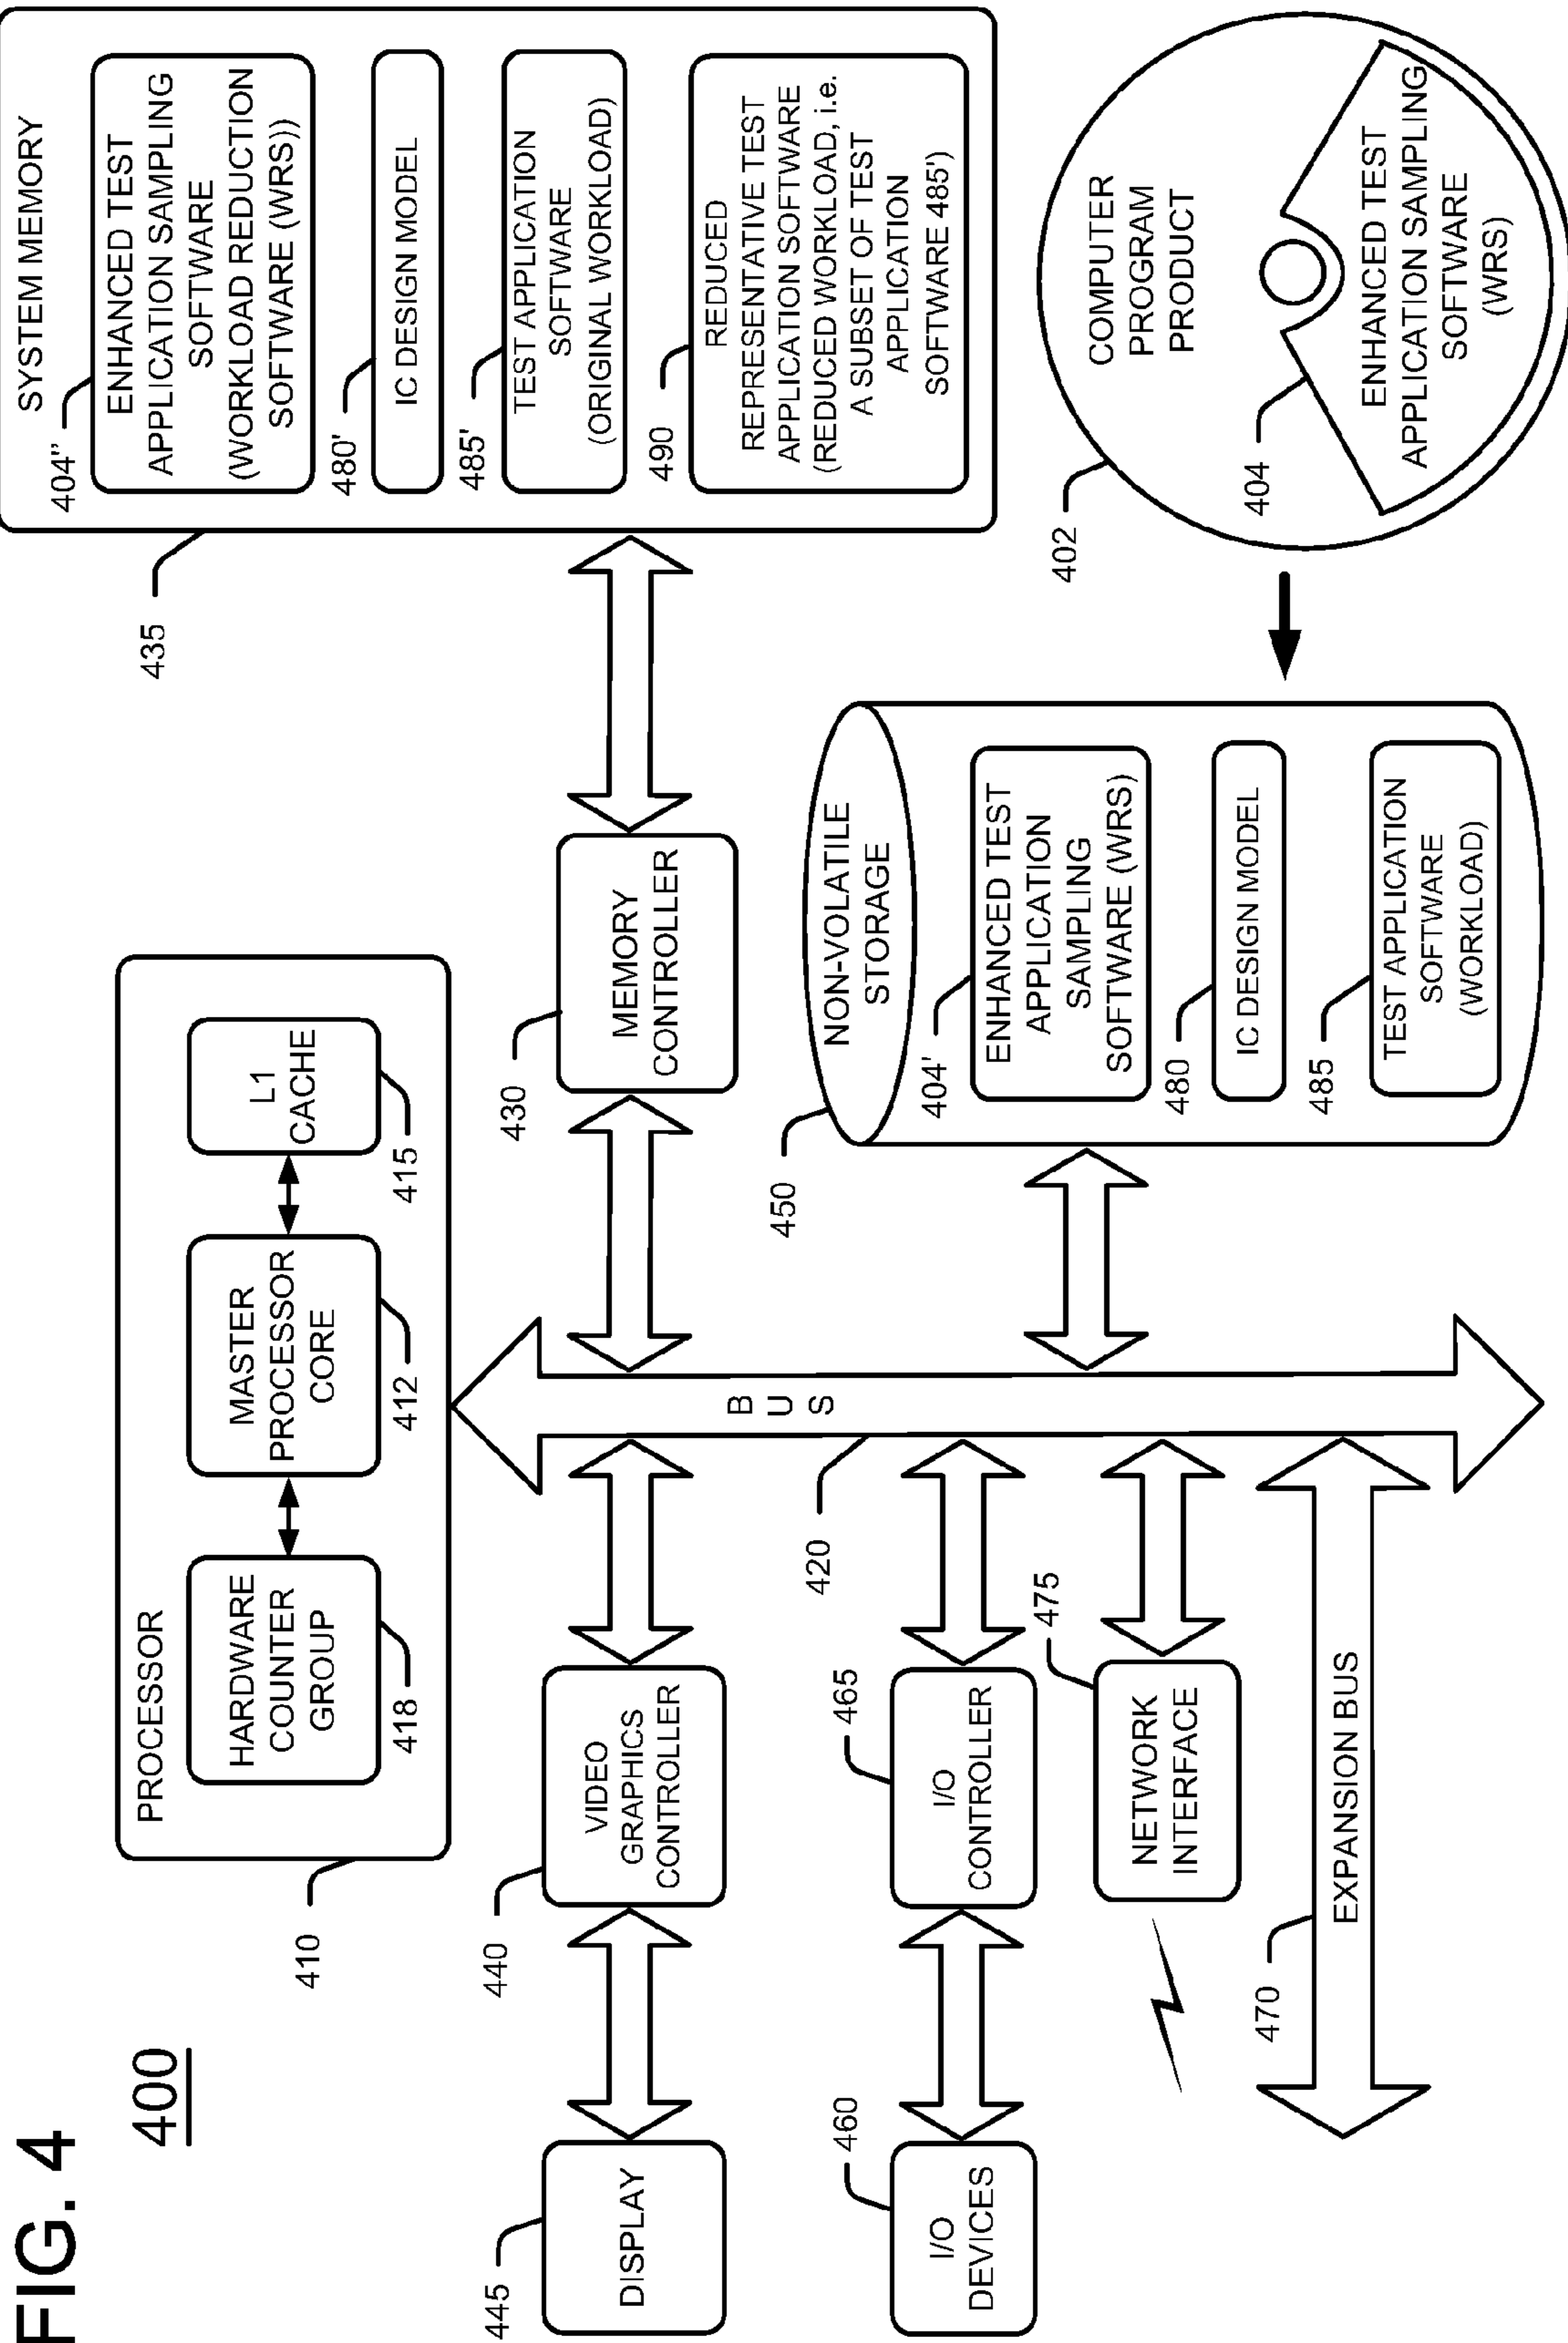 FIG. 4
400
PROCESSOR
410
HARDWARE
COUNTER
GROUP
418
MASTER
PROCESSOR
CORE
412
L1
CACHE
415
SYSTEM MEMORY
404"
ENHANCED TEST
APPLICATION SAMPLING
SOFTWARE
(WORKLOAD REDUCTION
SOFTWARE (WRS))
480'
IC DESIGN MODEL
485'
TEST APPLICATION
SOFTWARE
(ORIGINAL WORKLOAD)
490
REDUCED
REPRESENTATIVE TEST
APPLICATION SOFTWARE
(REDUCED WORKLOAD, i.e.
A SUBSET OF TEST
APPLICATION
SOFTWARE 485')
435
445
DISPLAY
440
VIDEO
GRAPHICS
CONTROLLER
430
MEMORY
CONTROLLER
B
U
S
420
460
I/O
DEVICES
465
I/O
CONTROLLER
475
NETWORK
INTERFACE
470
EXPANSION BUS
450
NON-VOLATILE
STORAGE
404'
ENHANCED TEST
APPLICATION
SAMPLING
SOFTWARE (WRS)
480
IC DESIGN MODEL
485
TEST APPLICATION
SOFTWARE
(WORKLOAD)
402
COMPUTER
PROGRAM
PRODUCT
404
ENHANCED TEST
APPLICATION SAMPLING
SOFTWARE
(WRS)